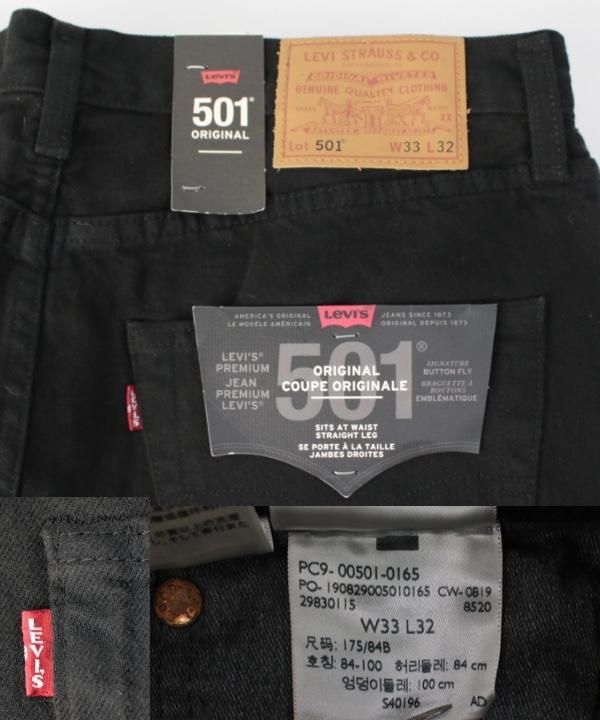 Levi's
501®
ORIGINAL
LEVI STRAUSS & CO.
ORIGINAL RIVETED
GENUINE QUALITY CLOTHING
TRADE MARK
XX
Lot 501® W33 L32
AMERICA'S ORIGINAL
LE MODÈLE AMÉRICAIN
Levi's
JEANS SINCE 1873
ORIGINAL DEPUIS 1873
LEVI'S®
PREMIUM
JEAN
PREMIUM
LEVI'S®
501®
ORIGINAL
COUPE ORIGINALE
SIGNATURE
BUTTON FLY
BRAGUETTE À
BOUTONS
EMBLÉMATIQUE
SITS AT WAIST
STRAIGHT LEG
SE PORTE À LA TAILLE
JAMBES DROITES
LEVI'S
LEVI'S
PC9-00501-0165
PO-190829005010165 CW-0819
29830115 8520
W33 L32
尺码: 175/84B
호칭: 84-100 허리둘레: 84 cm
엉덩이둘레: 100 cm
S40196 AD